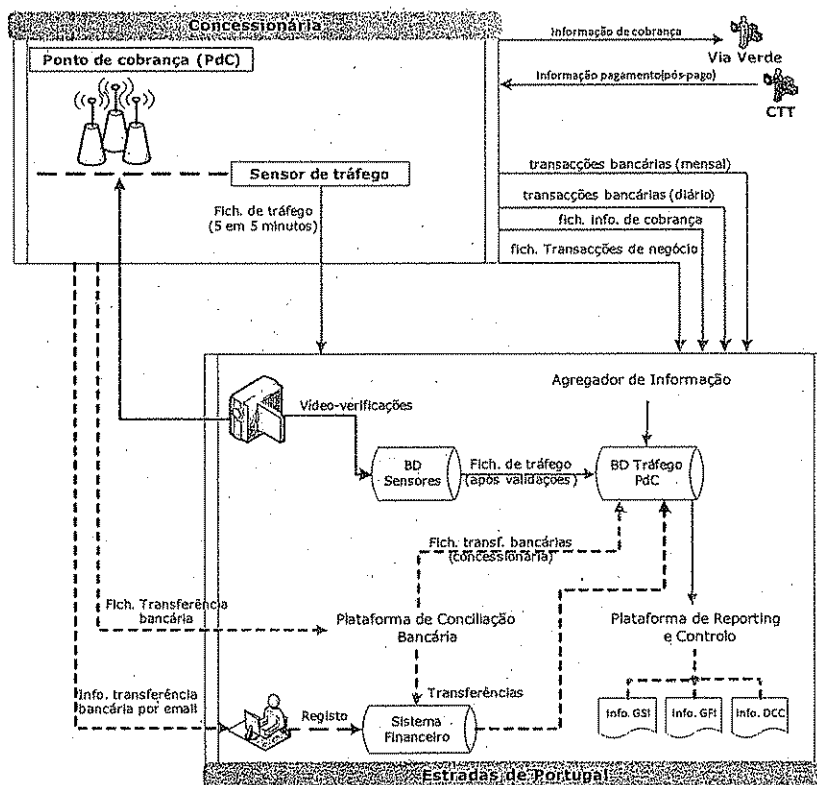 Concessionária
Ponto de cobrança (PdC)
Informação de cobrança
Via Verde
Informação pagamento(pós-pago)
CTT
Sensor de tráfego
Fich. de tráfego
(5 em 5 minutos)
transacções bancárias (mensal)
transacções bancárias (diário)
fich. info. de cobrança
fich. Transacções de negócio
Agregador de Informação
Vídeo-verificações
BD
Sensores
Fich. de tráfego
(após validações)
BD Tráfego
PdC
Fich. transf. bancárias
(concessionária)
Fich. Transferência
bancária
Plataforma de Conciliação
Bancária
Plataforma de Reporting
e Controlo
Info. transferência
bancária por email
Registo
Transferências
Sistema
Financeiro
Info. GSI
Info. GFI
Info. DCC
Estradas de Portugal